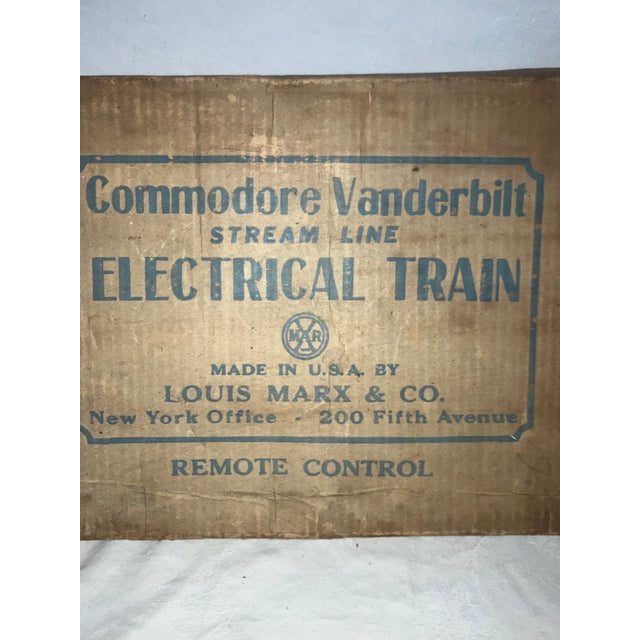 Commodore Vanderbilt
STREAM LINE
ELECTRICAL TRAIN
MAR
MADE IN U.S.A. BY
LOUIS MARX & CO.
New York Office - 200 Fifth Avenue
REMOTE CONTROL